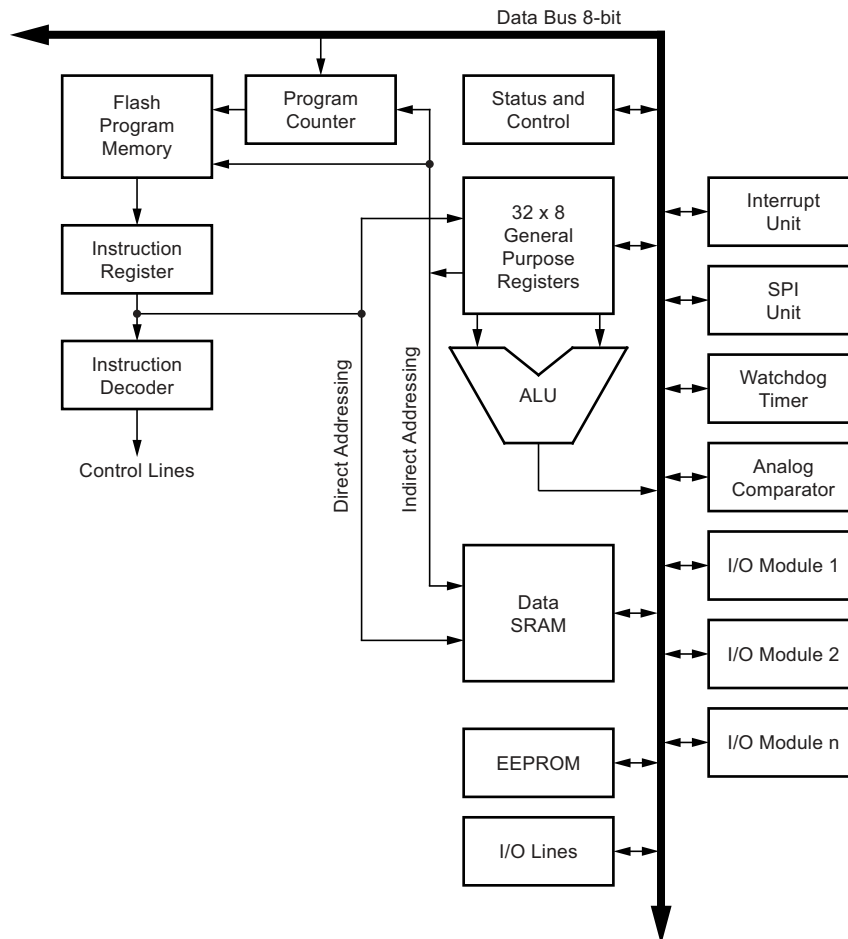 Data Bus 8-bit
Flash
Program
Memory
Program
Counter
Status and
Control
32 x 8
General
Purpose
Registers
Interrupt
Unit
Instruction
Register
SPI
Unit
Instruction
Decoder
Direct Addressing
Indirect Addressing
ALU
Watchdog
Timer
Control Lines
Analog
Comparator
Data
SRAM
I/O Module 1
I/O Module 2
EEPROM
I/O Module n
I/O Lines